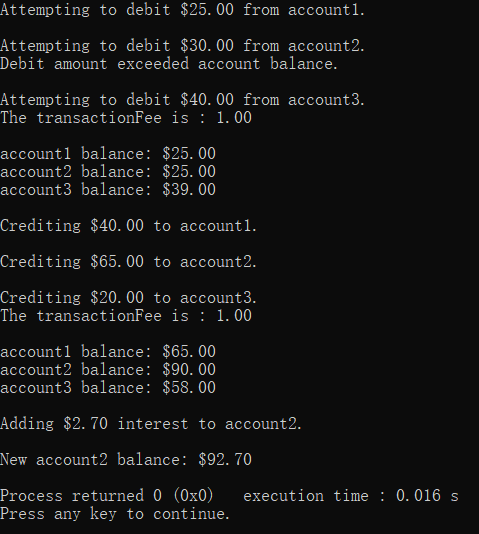 Attempting to debit $25.00 from account1.
Attempting to debit $30.00 from account2.
Debit amount exceeded account balance.
Attempting to debit $40.00 from account3.
The transactionFee is : 1.00
account1 balance: $25.00
account2 balance: $25.00
account3 balance: $39.00
Crediting $40.00 to account1.
Crediting $65.00 to account2.
Crediting $20.00 to account3.
The transactionFee is : 1.00
account1 balance: $65.00
account2 balance: $90.00
account3 balance: $58.00
Adding $2.70 interest to account2.
New account2 balance: $92.70
Process returned 0 (0x0)   execution time : 0.016 s
Press any key to continue.